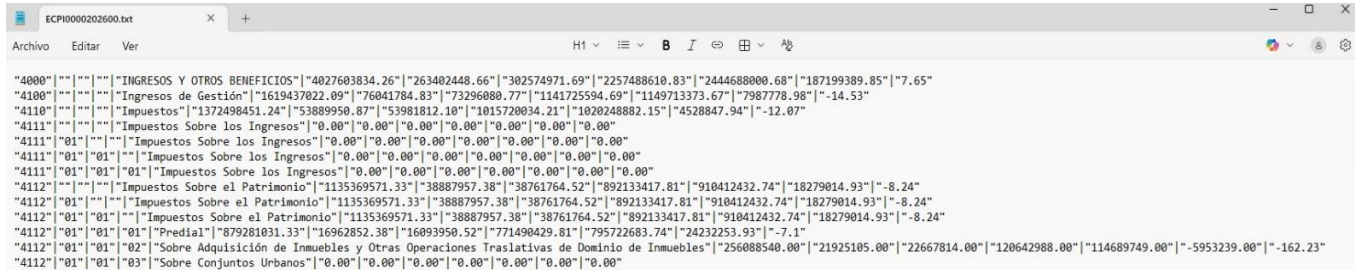 ECPI0000202600.txt
Archivo Editar Ver H1 B I
"4000"|""|""|""|"INGRESOS Y OTROS BENEFICIOS"|"4027603834.26"|"263402448.66"|"302574971.69"|"2257488610.83"|"2444688000.68"|"187199389.85"|"7.65"
"4100"|""|""|""|"Ingresos de Gestión"|"1619437022.09"|"76041784.83"|"73296080.77"|"1141725594.69"|"1149713373.67"|"7987778.98"|"-14.53"
"4110"|""|""|""|"Impuestos"|"1372498451.24"|"53889950.87"|"53981812.10"|"1015720034.21"|"1020248882.15"|"4528847.94"|"-12.07"
"4111"|""|""|""|"Impuestos Sobre los Ingresos"|"0.00"|"0.00"|"0.00"|"0.00"|"0.00"|"0.00"|"0.00"
"4111"|"01"|""|""|"Impuestos Sobre los Ingresos"|"0.00"|"0.00"|"0.00"|"0.00"|"0.00"|"0.00"|"0.00"
"4111"|"01"|"01"|""|"Impuestos Sobre los Ingresos"|"0.00"|"0.00"|"0.00"|"0.00"|"0.00"|"0.00"|"0.00"
"4111"|"01"|"01"|"01"|"Impuestos Sobre los Ingresos"|"0.00"|"0.00"|"0.00"|"0.00"|"0.00"|"0.00"|"0.00"
"4112"|""|""|""|"Impuestos Sobre el Patrimonio"|"1135369571.33"|"38887957.38"|"38761764.52"|"892133417.81"|"910412432.74"|"18279014.93"|"-8.24"
"4112"|"01"|""|""|"Impuestos Sobre el Patrimonio"|"1135369571.33"|"38887957.38"|"38761764.52"|"892133417.81"|"910412432.74"|"18279014.93"|"-8.24"
"4112"|"01"|"01"|""|"Impuestos Sobre el Patrimonio"|"1135369571.33"|"38887957.38"|"38761764.52"|"892133417.81"|"910412432.74"|"18279014.93"|"-8.24"
"4112"|"01"|"01"|"01"|"Predial"|"879281031.33"|"16962852.38"|"16093950.52"|"771490429.81"|"795722683.74"|"24232253.93"|"-7.1"
"4112"|"01"|"01"|"02"|"Sobre Adquisición de Inmuebles y Otras Operaciones Traslativas de Dominio de Inmuebles"|"256088540.00"|"21925105.00"|"22667814.00"|"120642988.00"|"114689749.00"|"-5953239.00"|"-162.23"
"4112"|"01"|"01"|"03"|"Sobre Conjuntos Urbanos"|"0.00"|"0.00"|"0.00"|"0.00"|"0.00"|"0.00"|"0.00"